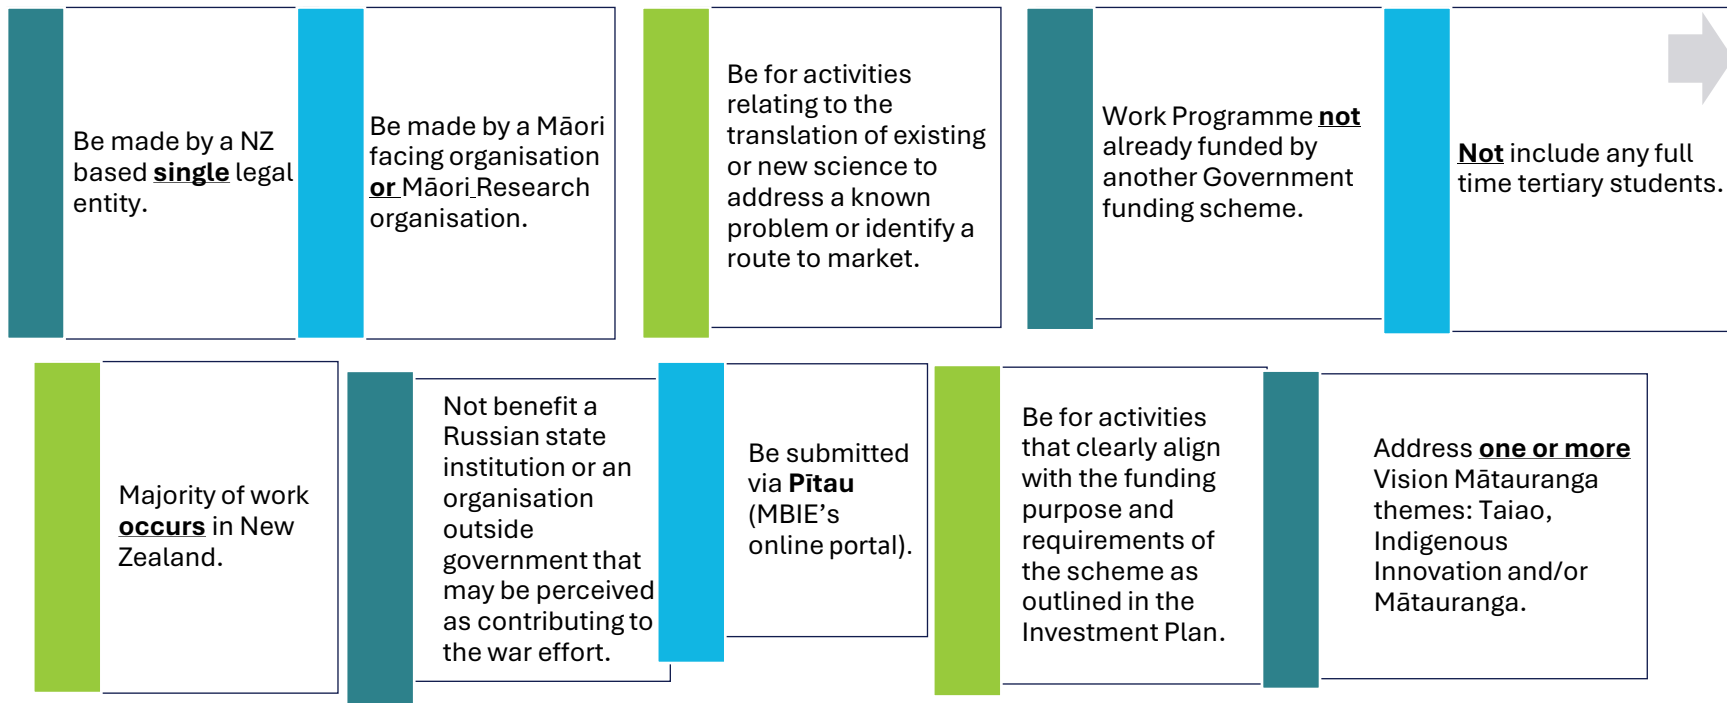 Be made by a NZ
based single legal
entity.
Be made by a Māori
facing organisation
or Māori Research
organisation.
Be for activities
relating to the
translation of existing
or new science to
address a known
problem or identify a
route to market.
Work Programme not
already funded by
another Government
funding scheme.
Not include any full
time tertiary students.
Majority of work
occurs in New
Zealand.
Not benefit a
Russian state
institution or an
organisation
outside
government that
may be perceived
as contributing to
the war effort.
Be submitted
via Pītau
(MBIE’s
online portal).
Be for activities
that clearly align
with the funding
purpose and
requirements of
the scheme as
outlined in the
Investment Plan.
Address one or more
Vision Mātauranga
themes: Taiao,
Indigenous
Innovation and/or
Mātauranga.